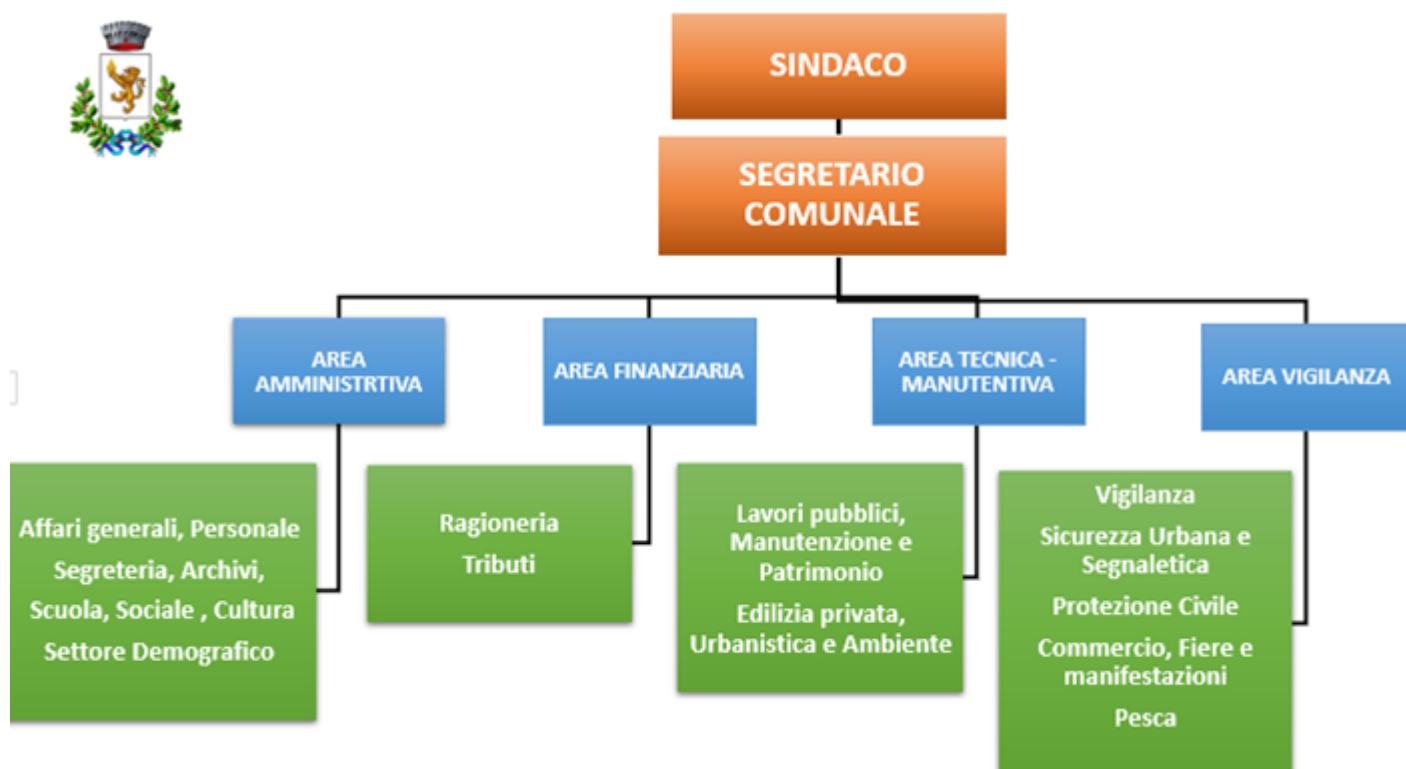 SINDACO
SEGRETARIO
COMUNALE
AREA
AMMINISTRTIVA
AREA FINANZIARIA
AREA TECNICA -
MANUTENTIVA
AREA VIGILANZA
Affari generali, Personale
Segreteria, Archivi,
Scuola, Sociale , Cultura
Settore Demografico
Ragioneria
Tributi
Lavori pubblici,
Manutenzione e
Patrimonio
Edilizia privata,
Urbanistica e Ambiente
Vigilanza
Sicurezza Urbana e
Segnaletica
Protezione Civile
Commercio, Fiere e
manifestazioni
Pesca